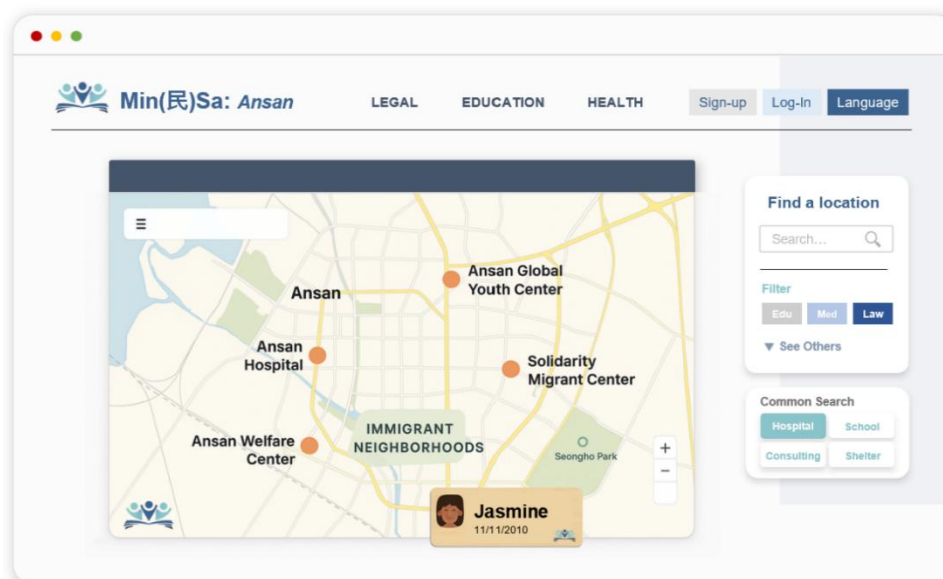 Min(民)Sa: Ansan
LEGAL
EDUCATION
HEALTH
Sign-up
Log-In
Language
Ansan Global
Youth Center
Ansan
Ansan
Hospital
Solidarity
Migrant Center
IMMIGRANT
NEIGHBORHOODS
Ansan Welfare
Center
Seongho Park
+
−
Jasmine
11/11/2010
Find a location
Search...
Filter
Edu
Med
Law
▼ See Others
Common Search
Hospital
School
Consulting
Shelter